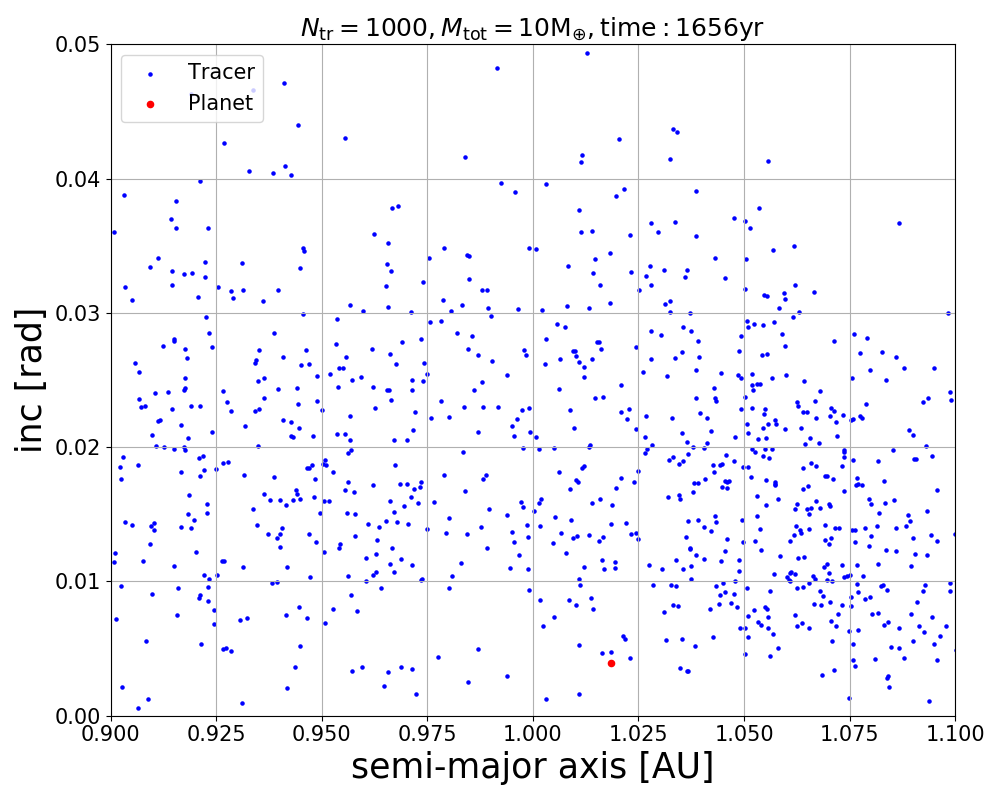 N_tr = 1000, M_tot = 10M_⊕, time : 1656yr
0.05
Tracer
Planet
0.04
0.03
0.02
0.01
0.00
inc [rad]
0.900 0.925 0.950 0.975 1.000 1.025 1.050 1.075 1.100
semi-major axis [AU]